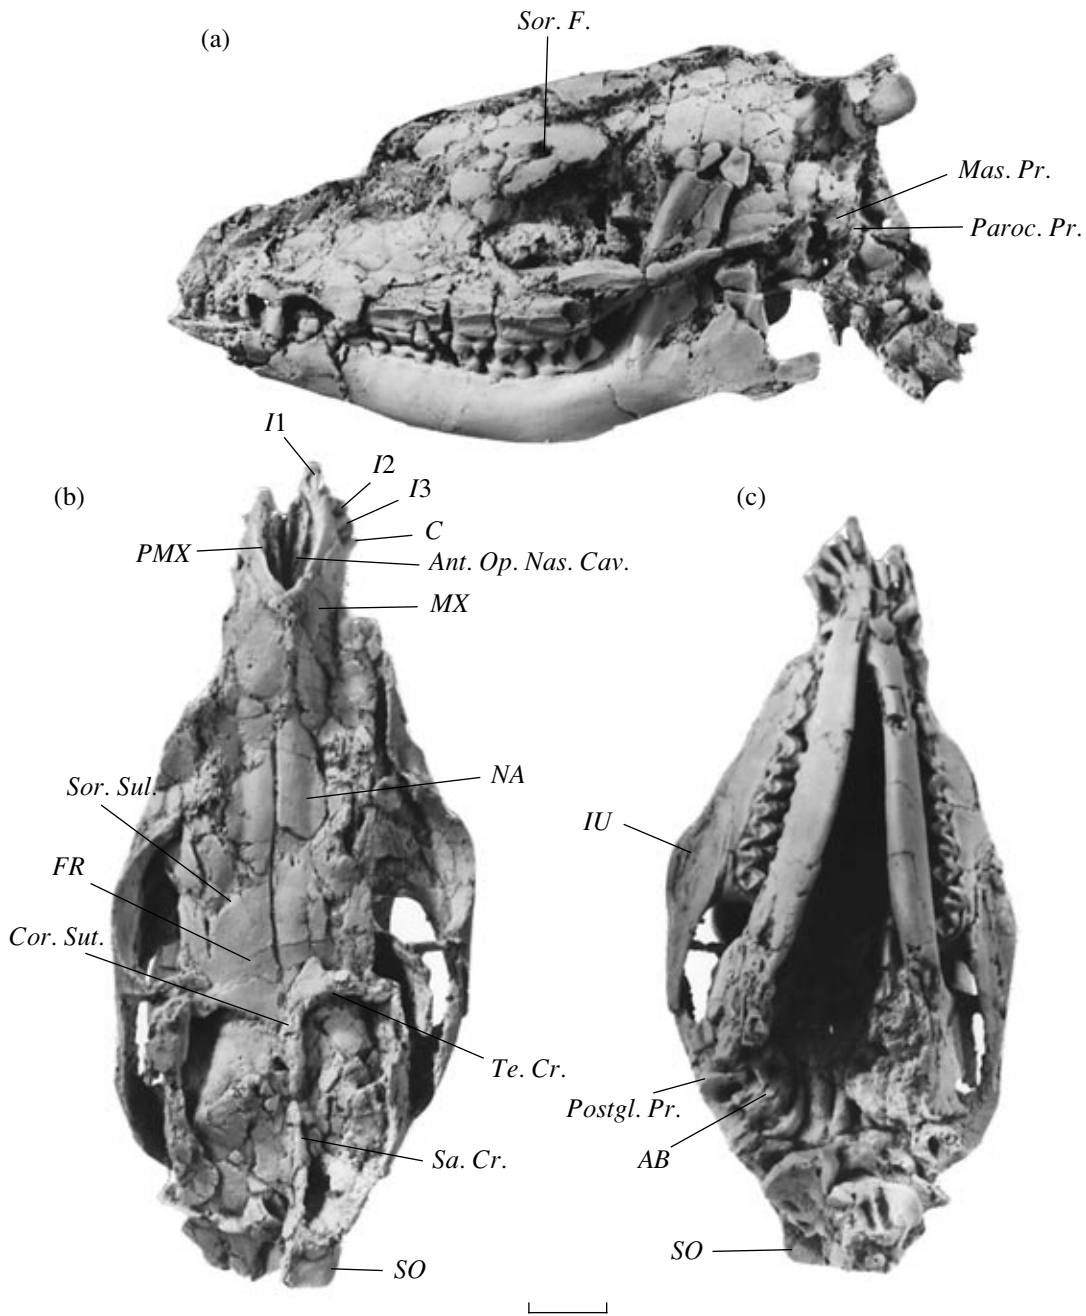 (a)
Sor. F.
Mas. Pr.
Paroc. Pr.
(b)
I1
I2
I3
C
PMX
Ant. Op. Nas. Cav.
MX
NA
Sor. Sul.
FR
Cor. Sut.
Te. Cr.
Sa. Cr.
SO
(c)
IU
Postgl. Pr.
AB
SO